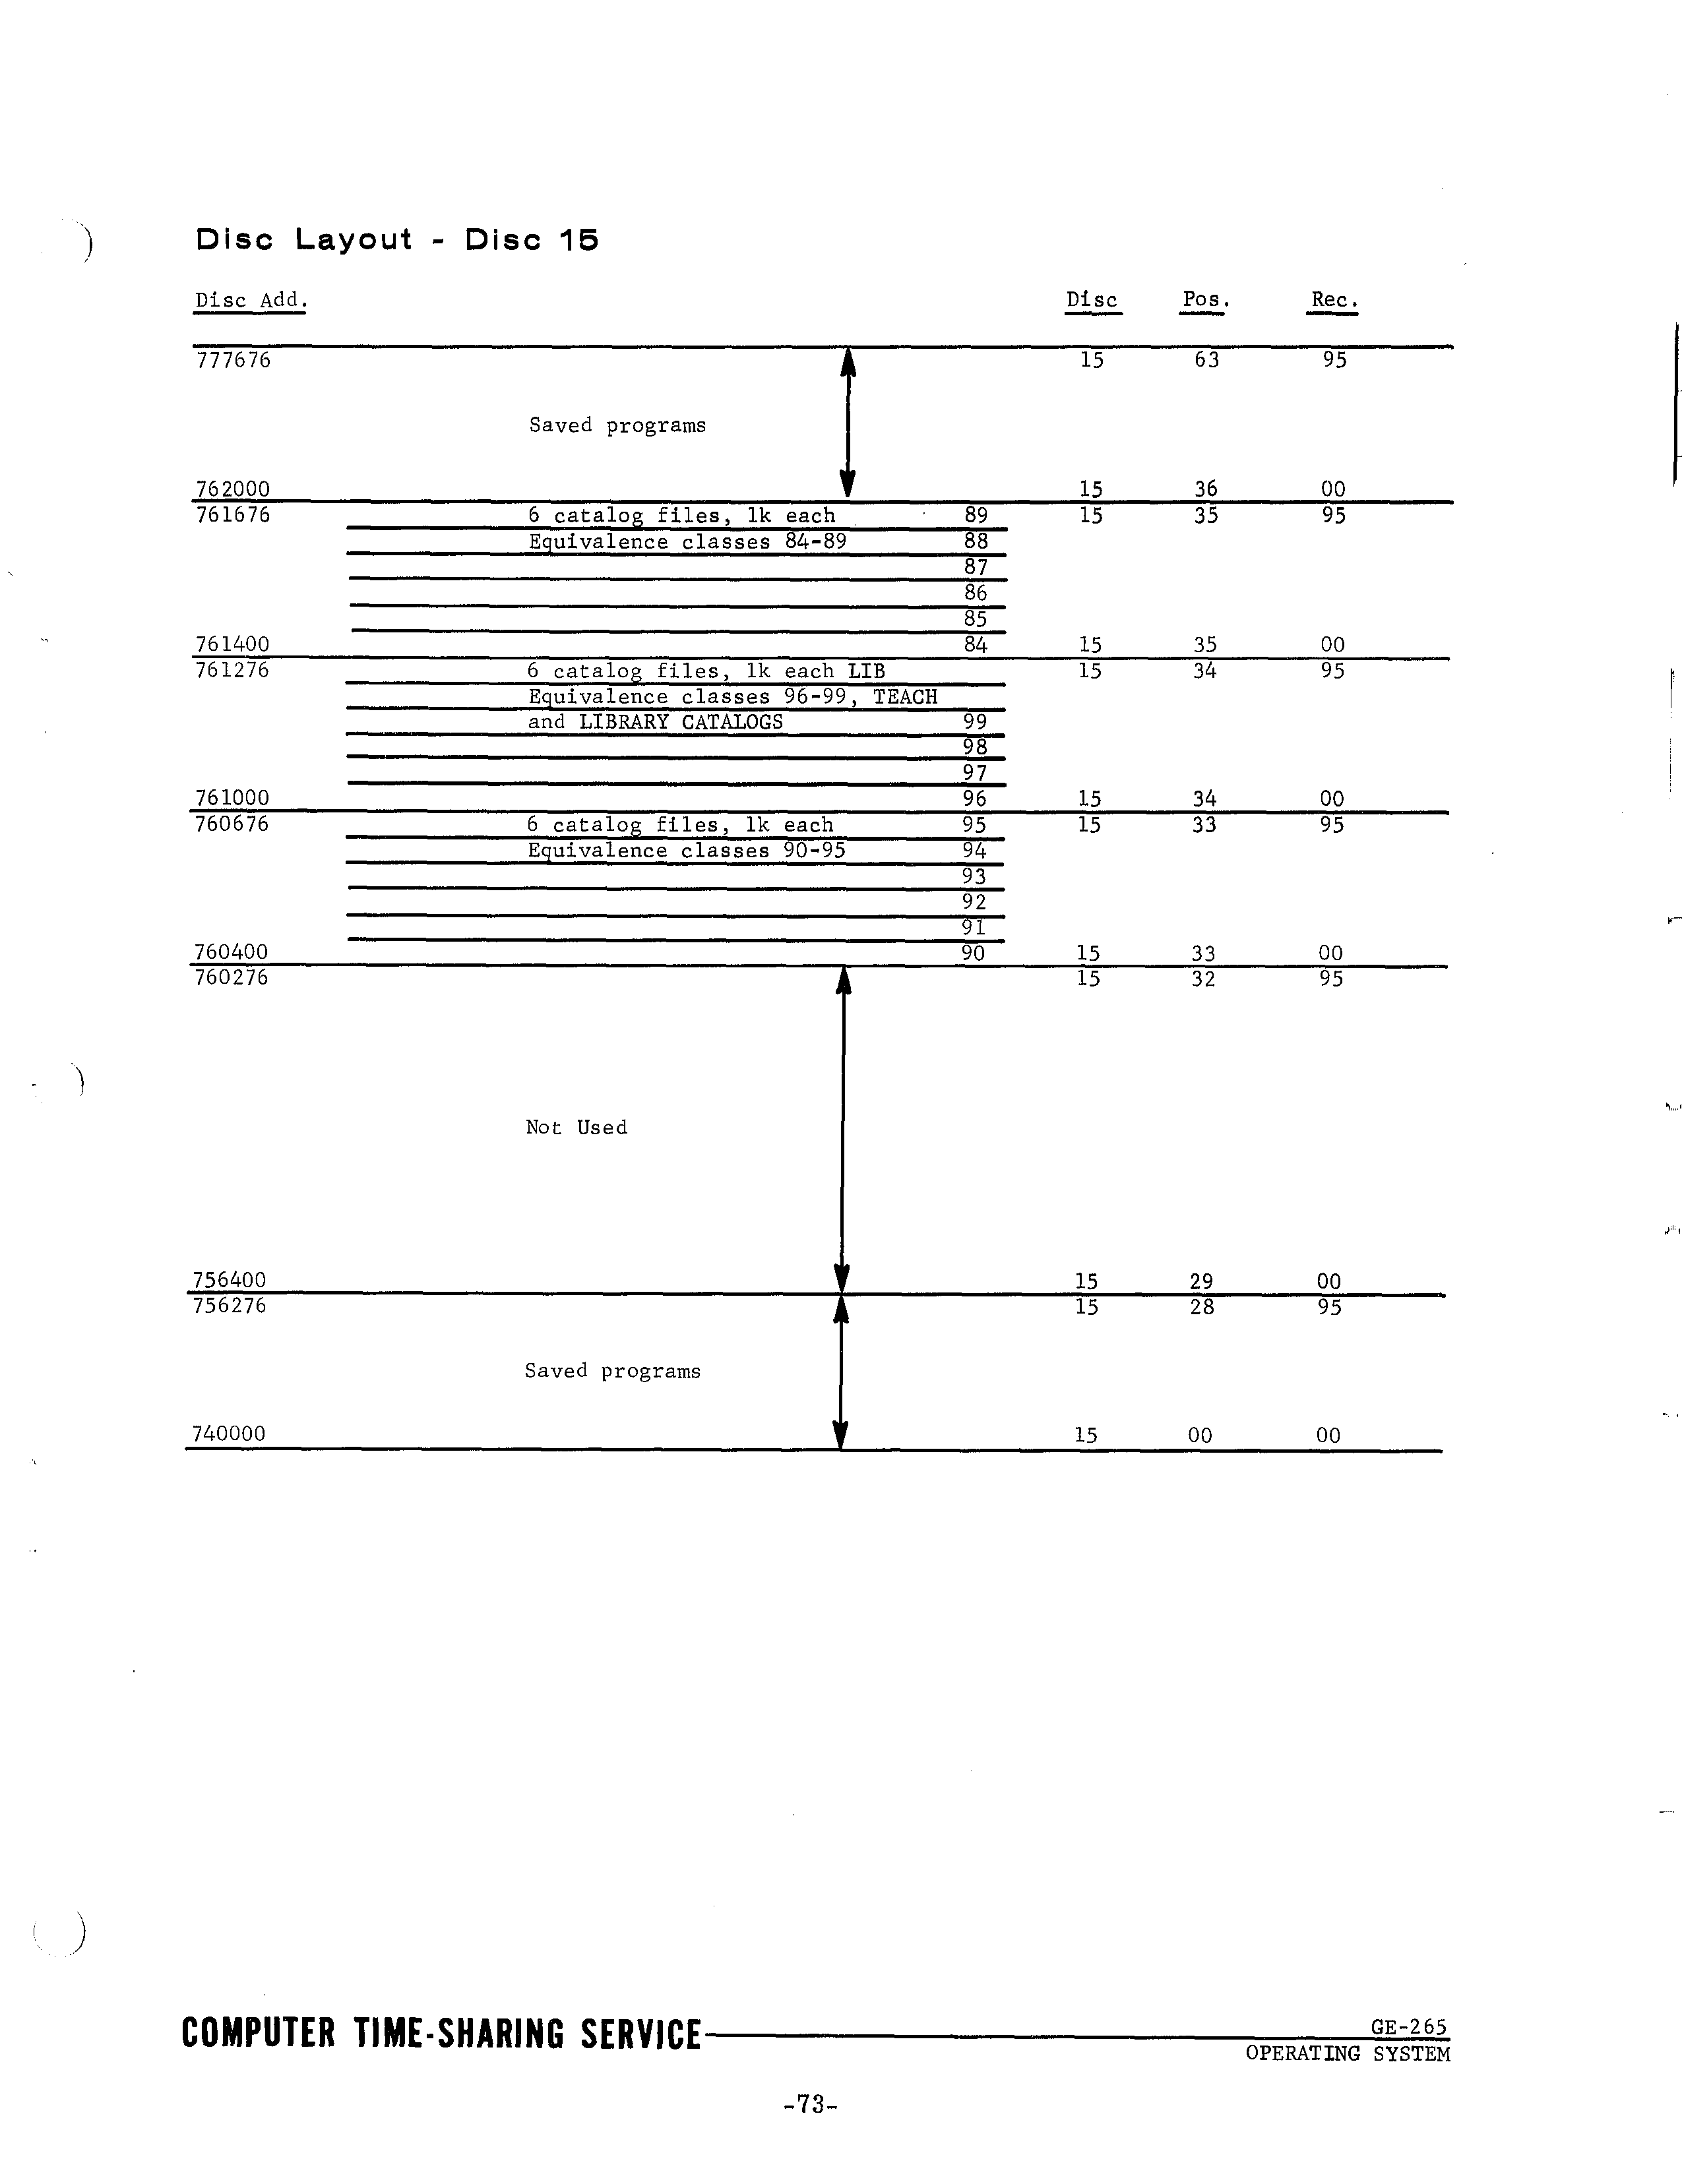 Disc Layout - Disc 15
Disc Add. Disc Pos. Rec.
777676 15 63 95
Saved programs
762000 15 36 00
761676 6 catalog files, 1k each 89 15 35 95
Equivalence classes 84-89 88
87
86
85
761400 84 15 35 00
761276 6 catalog files, 1k each LIB 15 34 95
Equivalence classes 96-99, TEACH
and LIBRARY CATALOGS 99
98
97
761000 96 15 34 00
760676 6 catalog files, 1k each 95 15 33 95
Equivalence classes 90-95 94
93
92
91
760400 90 15 33 00
760276 15 32 95
Not Used
756400 15 29 00
756276 15 28 95
Saved programs
740000 15 00 00
COMPUTER TIME-SHARING SERVICE GE-265
OPERATING SYSTEM
-73-